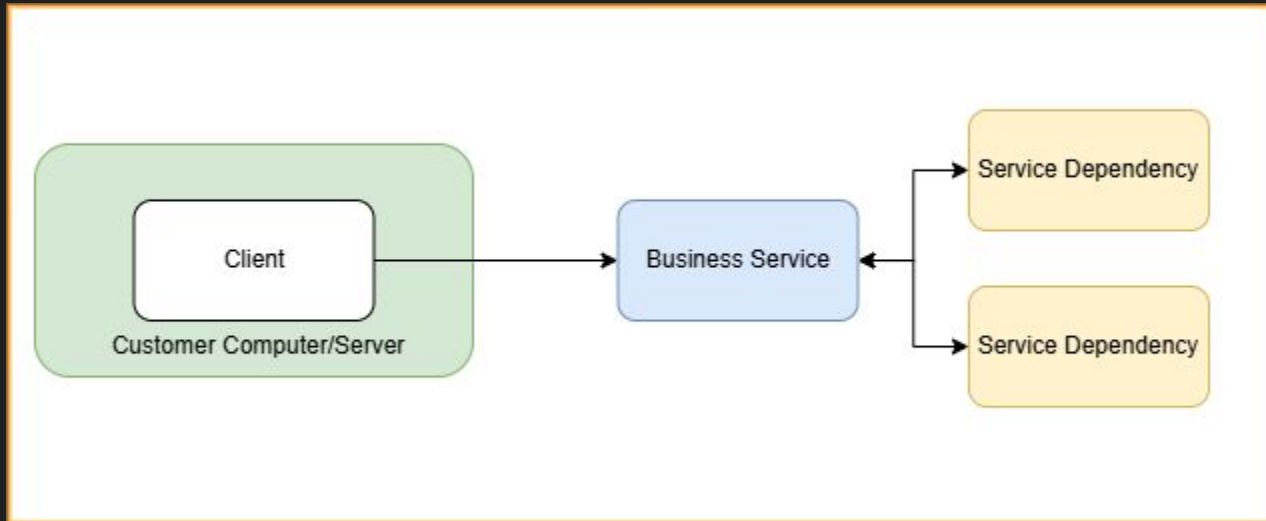 Client
Customer Computer/Server
Business Service
Service Dependency
Service Dependency